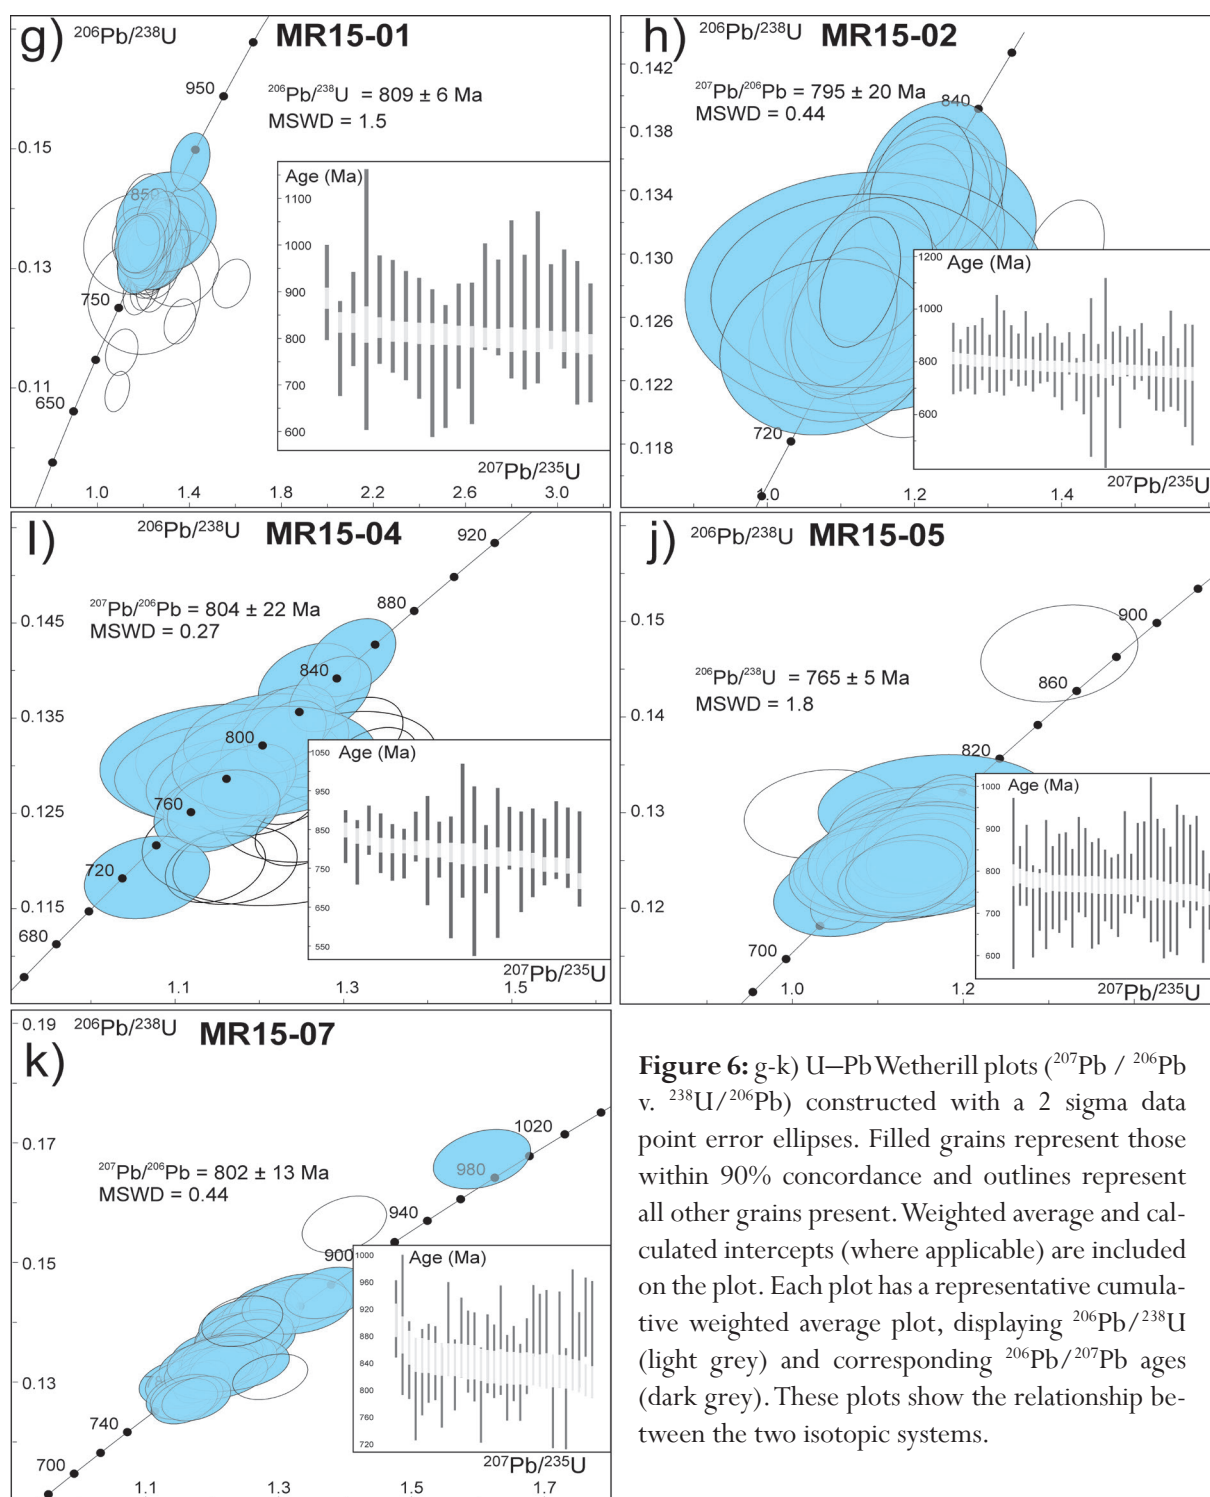 g) ²⁰⁶Pb/²³⁸U MR15-01
²⁰⁶Pb/²³⁸U = 809 ± 6 Ma
MSWD = 1.5
950
850
750
650
0.15
0.13
0.11
1.0 1.4 1.8 2.2 2.6 3.0
²⁰⁷Pb/²³⁵U
Age (Ma)
1100
1000
900
800
700
600
h) ²⁰⁶Pb/²³⁸U MR15-02
²⁰⁷Pb/²⁰⁶Pb = 795 ± 20 Ma
MSWD = 0.44
840
720
0.142
0.138
0.134
0.130
0.126
0.122
0.118
1.0 1.2 1.4
²⁰⁷Pb/²³⁵U
Age (Ma)
1200
1000
800
600
I) ²⁰⁶Pb/²³⁸U MR15-04
²⁰⁷Pb/²⁰⁶Pb = 804 ± 22 Ma
MSWD = 0.27
920
880
840
800
760
720
680
0.145
0.135
0.125
0.115
1.1 1.3 1.5
²⁰⁷Pb/²³⁵U
Age (Ma)
1050
950
850
750
650
550
j) ²⁰⁶Pb/²³⁸U MR15-05
²⁰⁶Pb/²³⁸U = 765 ± 5 Ma
MSWD = 1.8
900
860
820
700
0.15
0.14
0.13
0.12
1.0 1.2
²⁰⁷Pb/²³⁵U
Age (Ma)
1000
900
800
700
600
k) ²⁰⁶Pb/²³⁸U MR15-07
²⁰⁷Pb/²⁰⁶Pb = 802 ± 13 Ma
MSWD = 0.44
1020
980
940
900
740
700
0.19
0.17
0.15
0.13
1.1 1.3 1.5 1.7
²⁰⁷Pb/²³⁵U
Age (Ma)
1000
960
920
880
840
800
760
720
Figure 6: g-k) U–Pb Wetherill plots (²⁰⁷Pb / ²⁰⁶Pb
v. ²³⁸U/²⁰⁶Pb) constructed with a 2 sigma data
point error ellipses. Filled grains represent those
within 90% concordance and outlines represent
all other grains present. Weighted average and cal-
culated intercepts (where applicable) are included
on the plot. Each plot has a representative cumula-
tive weighted average plot, displaying ²⁰⁶Pb/²³⁸U
(light grey) and corresponding ²⁰⁶Pb/²⁰⁷Pb ages
(dark grey). These plots show the relationship be-
tween the two isotopic systems.